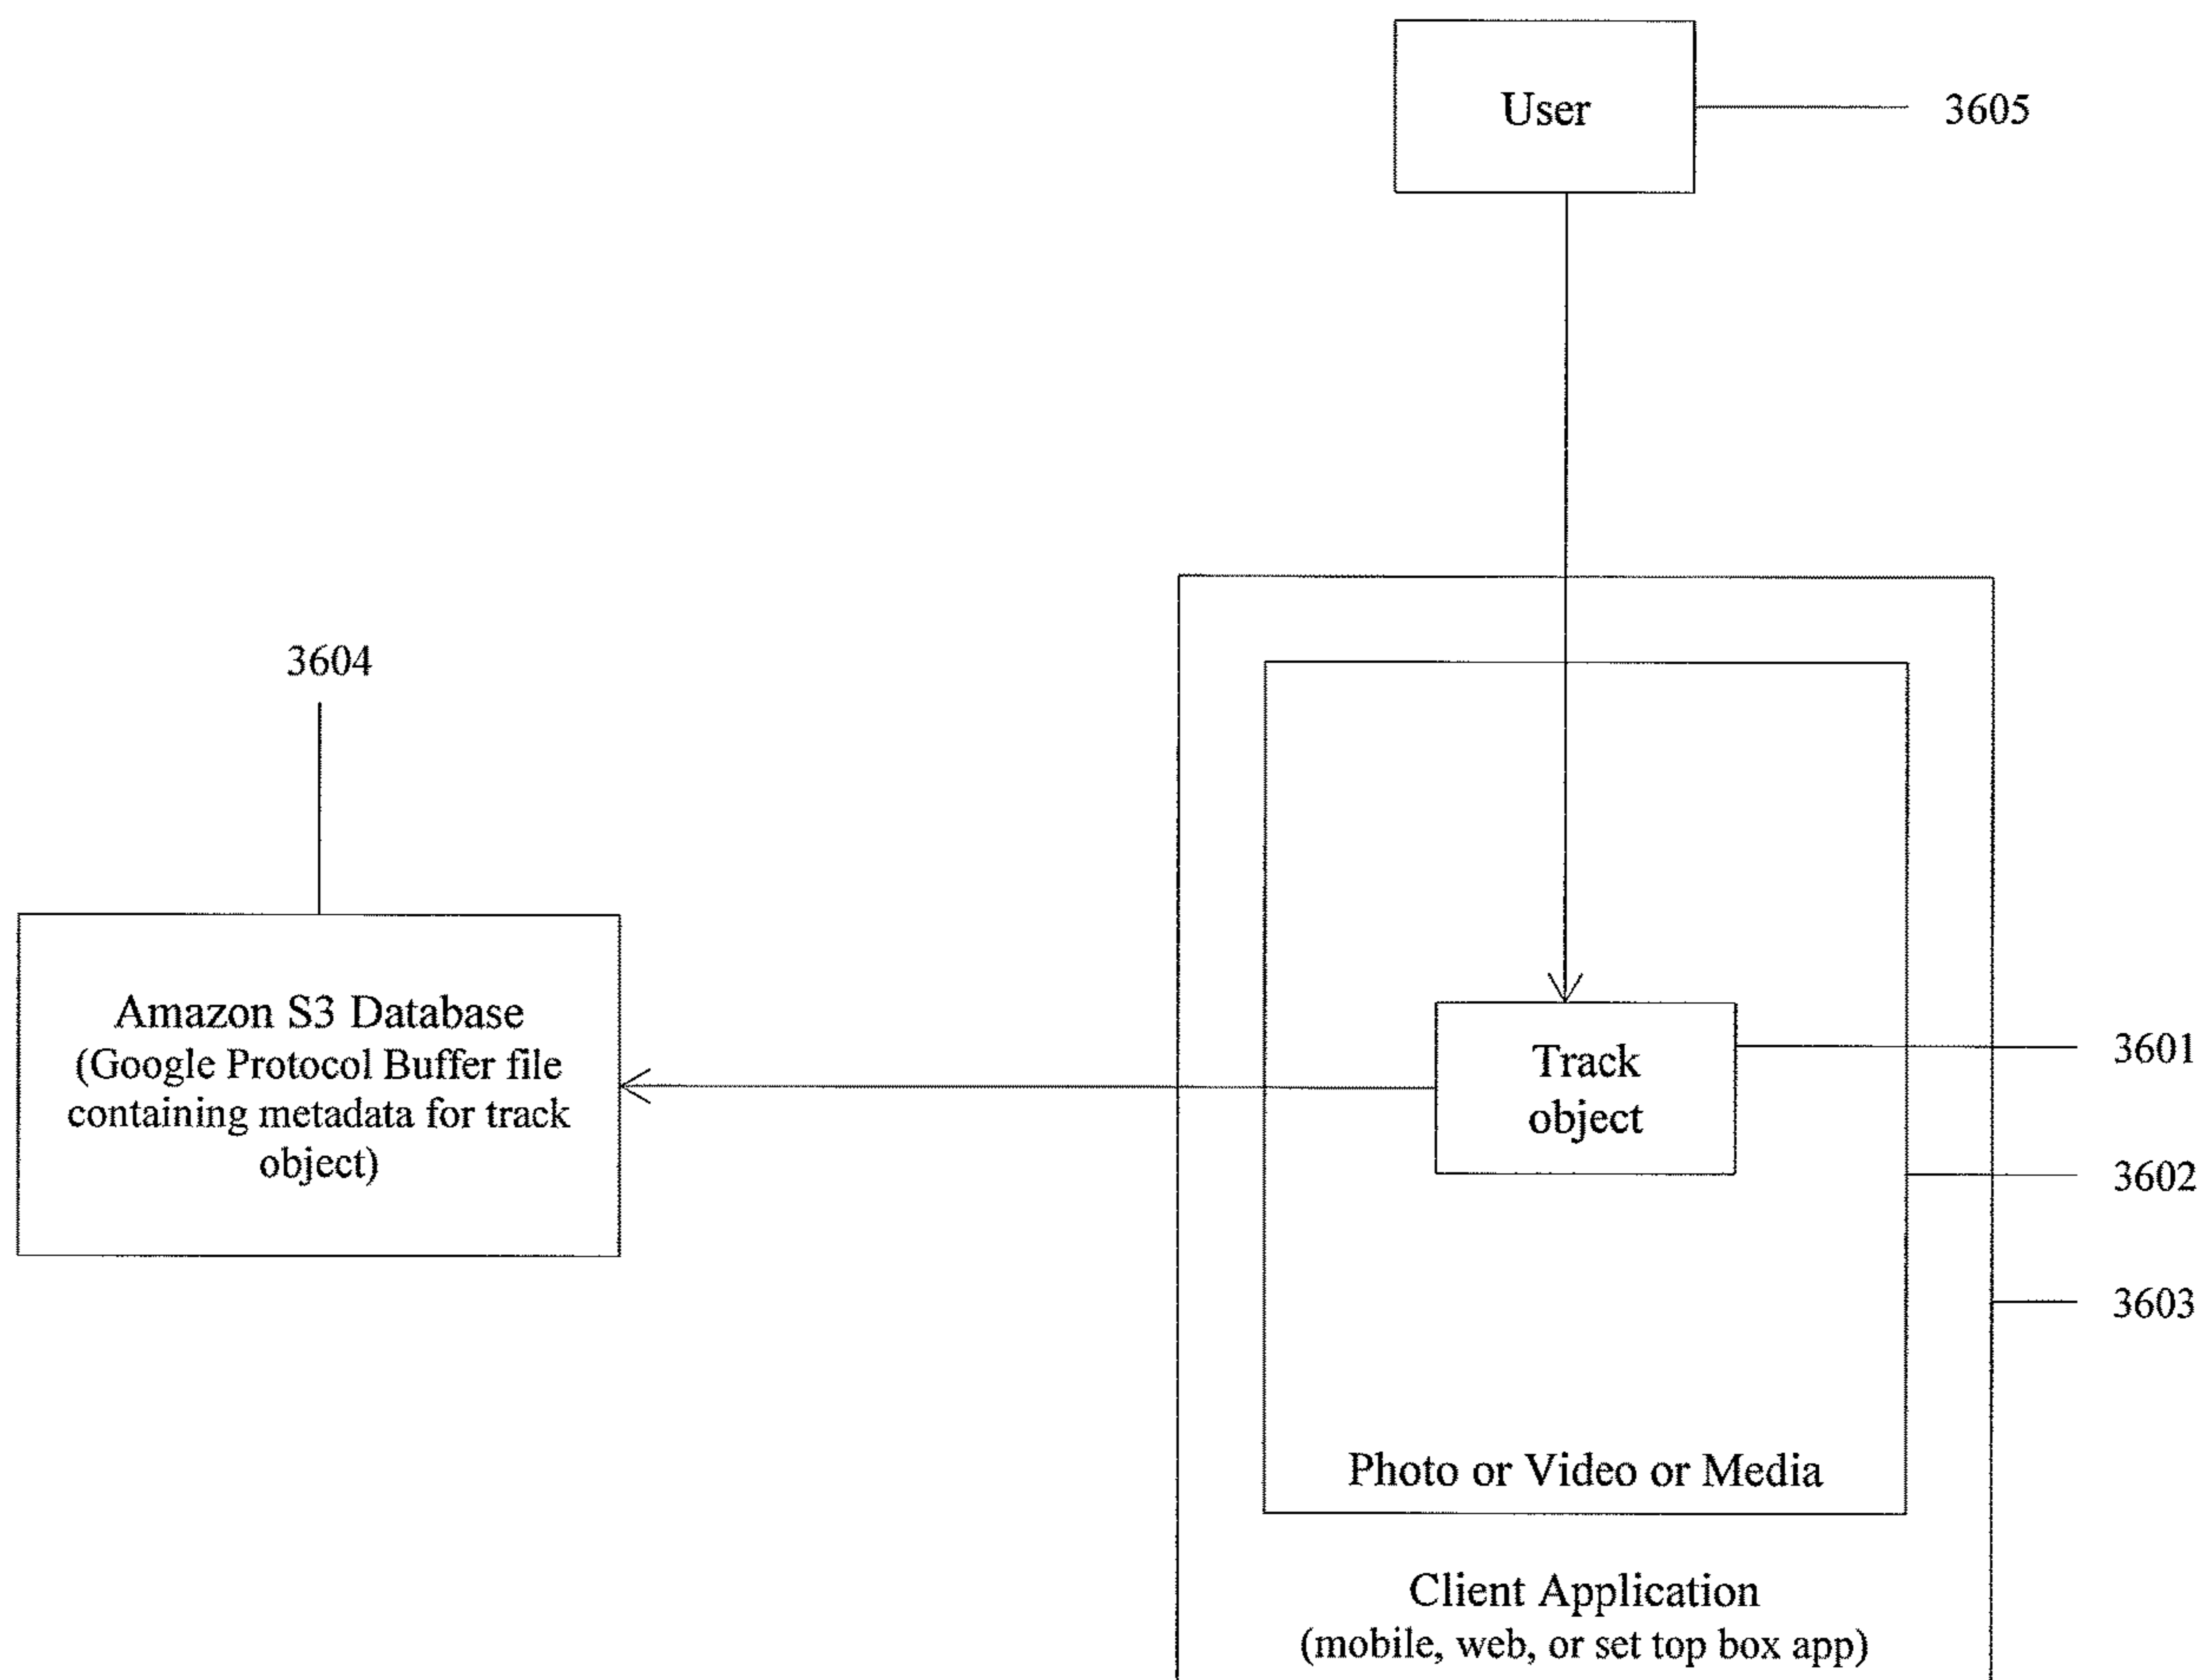 User
3605
3604
Amazon S3 Database
(Google Protocol Buffer file
containing metadata for track
object)
Track
object
3601
3602
3603
Photo or Video or Media
Client Application
(mobile, web, or set top box app)